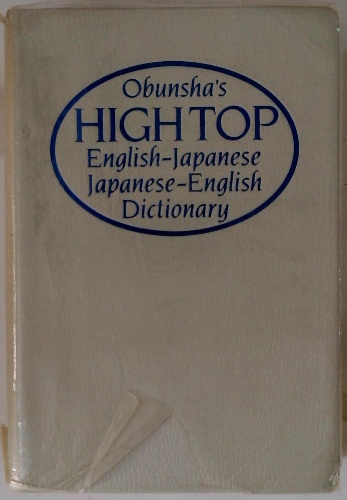 Obunsha's
HIGH TOP
English-Japanese
Japanese-English
Dictionary